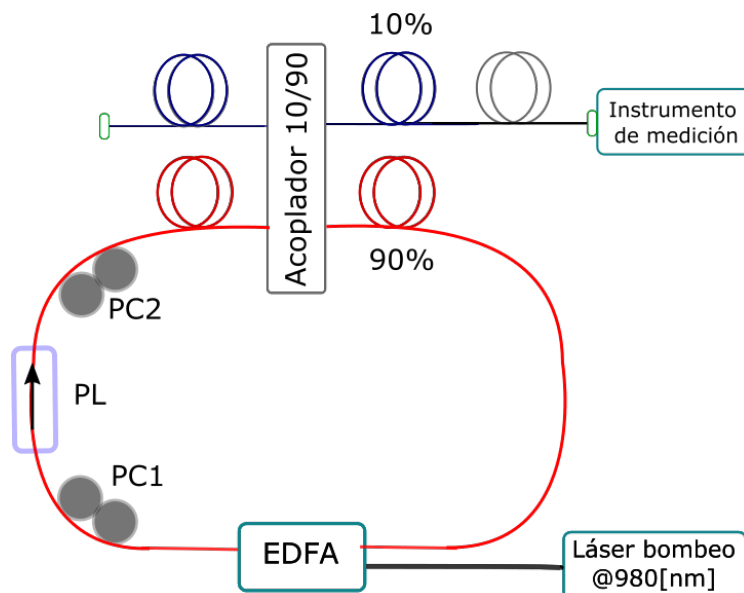 10%
Acoplador 10/90
Instrumento
de medición
90%
PC2
PL
PC1
EDFA
Láser bombeo
@980[nm]